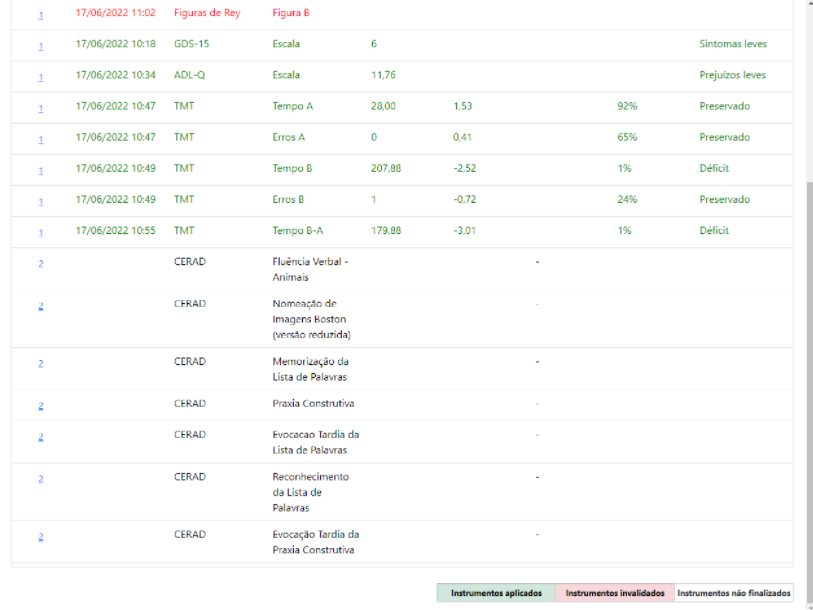 1 17/06/2022 11:02 Figuras de Rey Figura B
1 17/06/2022 10:18 GDS-15 Escala 6 Sintomas leves
1 17/06/2022 10:34 ADL-Q Escala 11,76 Prejuízos leves
1 17/06/2022 10:47 TMT Tempo A 28,00 1,53 92% Preservado
1 17/06/2022 10:47 TMT Erros A 0 0,41 65% Preservado
1 17/06/2022 10:49 TMT Tempo B 207,88 -2,52 1% Déficit
1 17/06/2022 10:49 TMT Erros B 1 -0,72 24% Preservado
1 17/06/2022 10:55 TMT Tempo B-A 179,88 -3,01 1% Déficit
2 CERAD Fluência Verbal - -
Animais
2 CERAD Nomeação de -
Imagens Boston
(versão reduzida)
2 CERAD Memorização da -
Lista de Palavras
2 CERAD Praxia Construtiva -
2 CERAD Evocacao Tardia da -
Lista de Palavras
2 CERAD Reconhecimento -
da Lista de
Palavras
2 CERAD Evocação Tardia da -
Praxia Construtiva
Instrumentos aplicados Instrumentos invalidados Instrumentos não finalizados